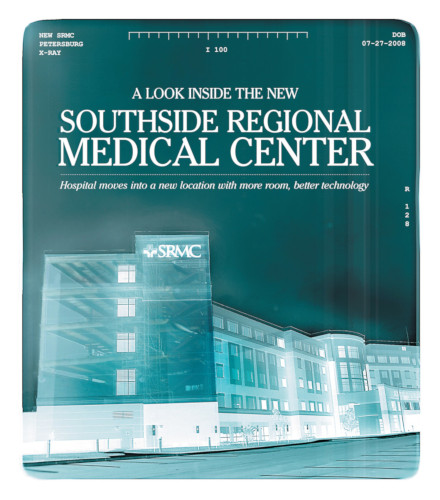 NEW SRMC
PETERSBURG
X-RAY
I 100
DOB
07-27-2008
A LOOK INSIDE THE NEW
SOUTHSIDE REGIONAL
MEDICAL CENTER
Hospital moves into a new location with more room, better technology
R
1
2
8
SRMC